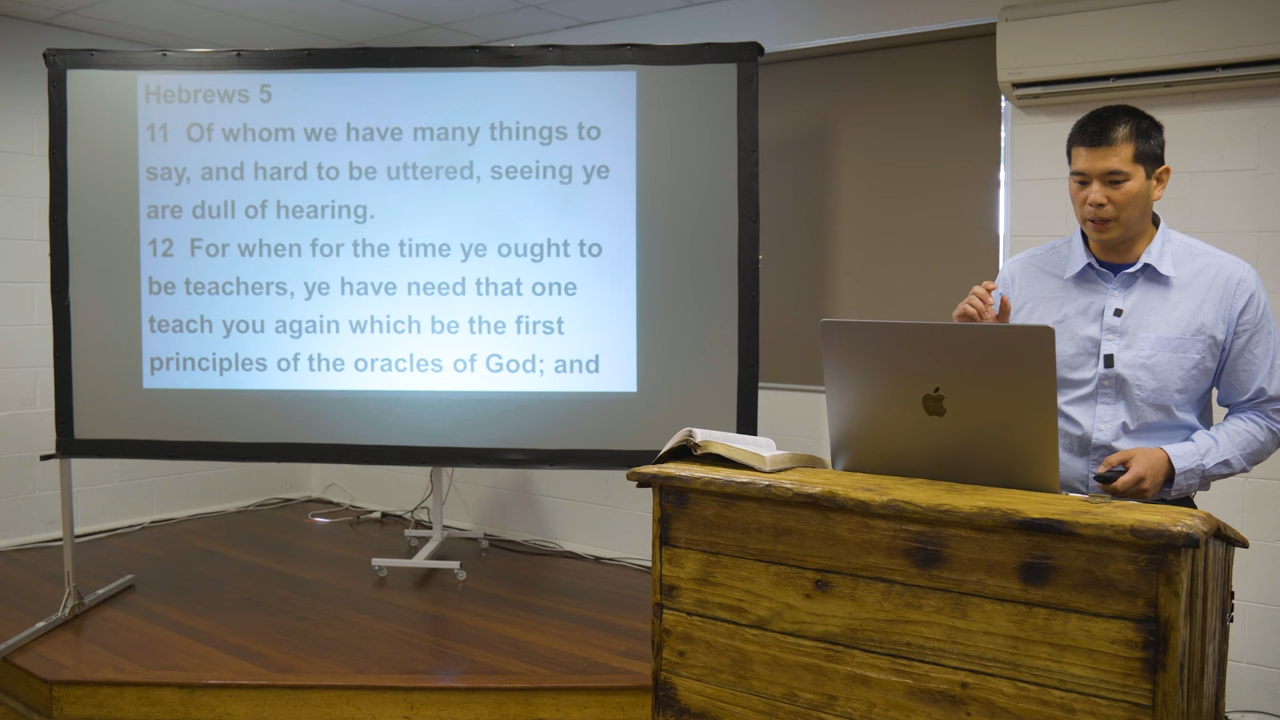 Hebrews 5
11 Of whom we have many things to
say, and hard to be uttered, seeing ye
are dull of hearing.
12 For when for the time ye ought to
be teachers, ye have need that one
teach you again which be the first
principles of the oracles of God; and